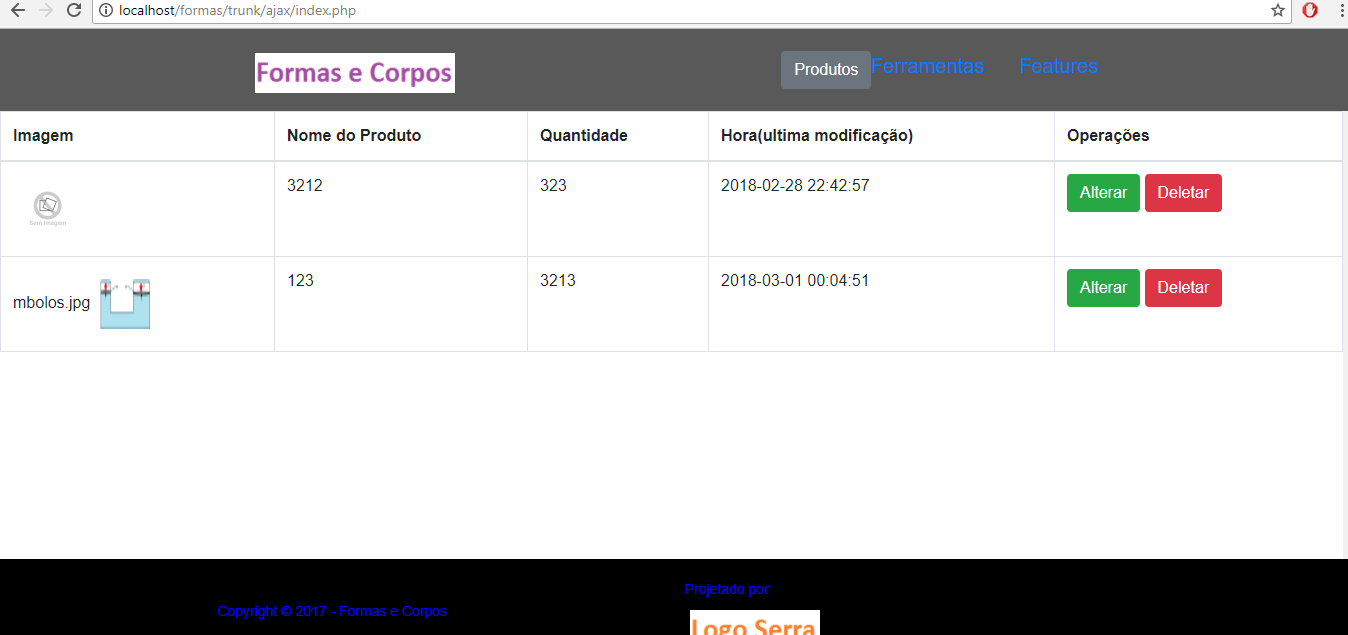 localhost/formas/trunk/ajax/index.php
Formas e Corpos
Produtos Ferramentas Features
Imagem Nome do Produto Quantidade Hora(ultima modificação) Operações
Sem Imagem 3212 323 2018-02-28 22:42:57 Alterar Deletar
mbolos.jpg 123 3213 2018-03-01 00:04:51 Alterar Deletar
Projetado por
Copyright © 2017 - Formas e Corpos
Logo Serra